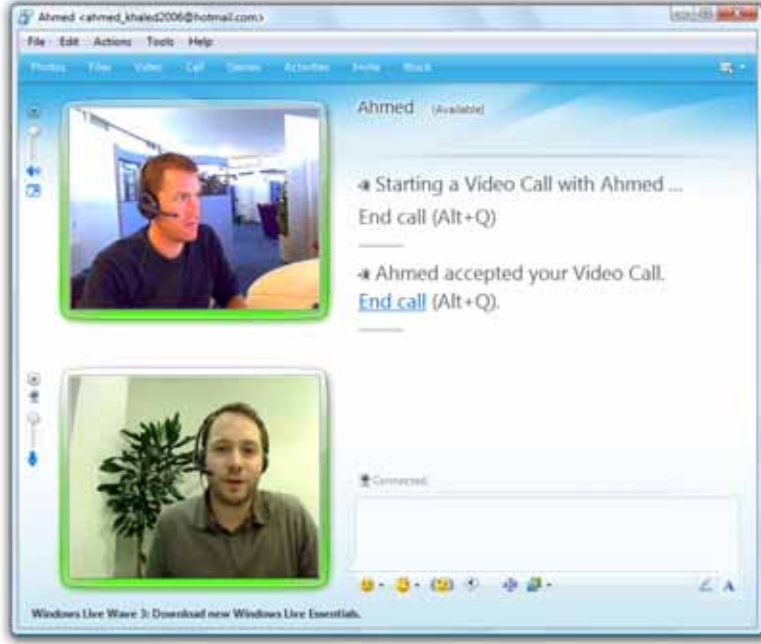 Ahmed <ahmed_khaled2006@hotmail.com>
File Edit Actions Tools Help
Photos Files Video Call Games Activities Invite Block
Ahmed (Available)
Starting a Video Call with Ahmed ...
End call (Alt+Q)
Ahmed accepted your Video Call.
End call (Alt+Q).
Connected.
A
Windows Live Wave 3: Download new Windows Live Essentials.